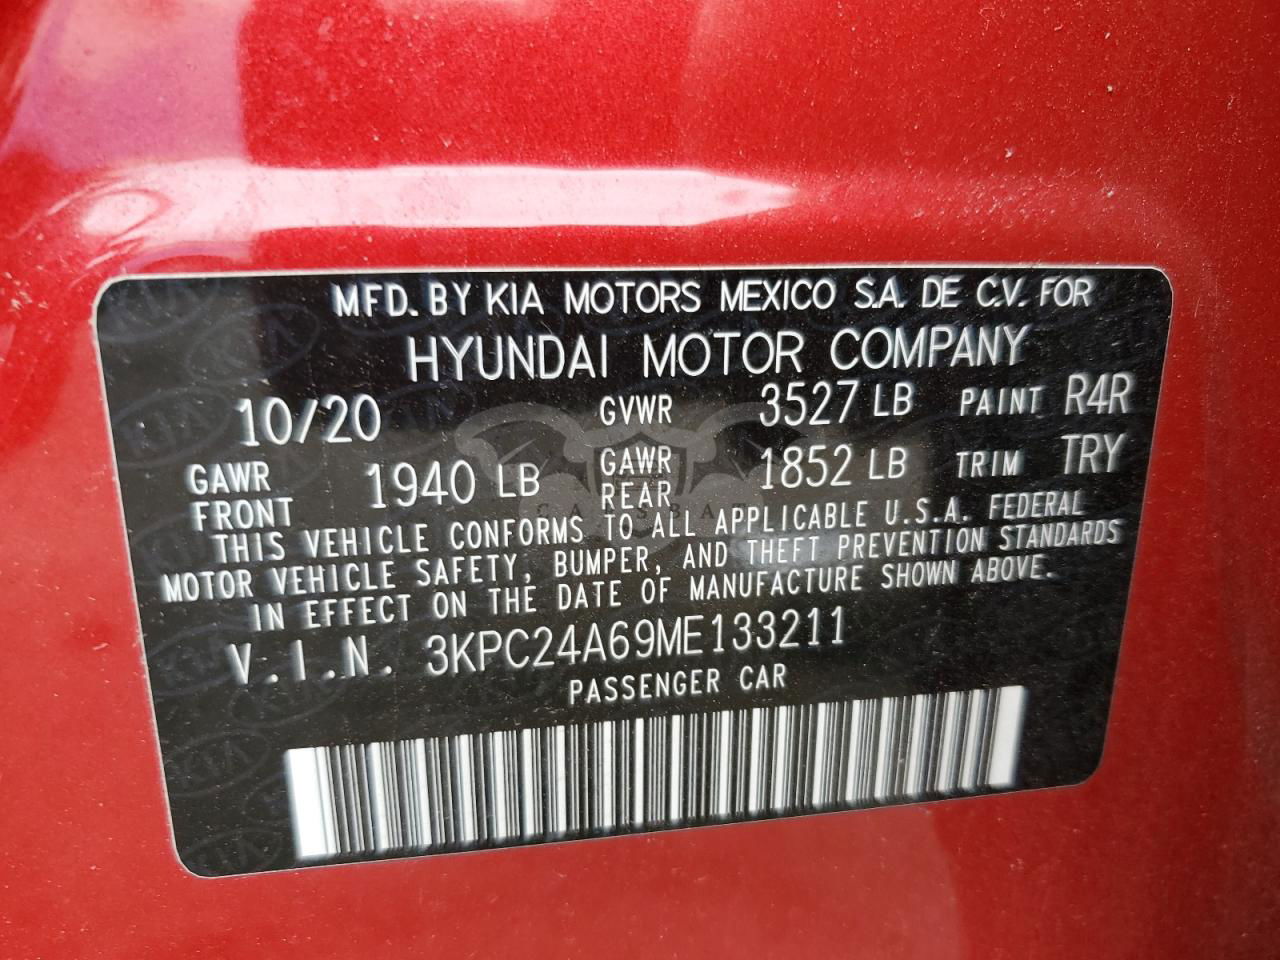 MFD. BY KIA MOTORS MEXICO S.A. DE C.V. FOR
HYUNDAI MOTOR COMPANY
10/20 GVWR 3527 LB PAINT R4R
GAWR FRONT 1940 LB GAWR REAR 1852 LB TRIM TRY
THIS VEHICLE CONFORMS TO ALL APPLICABLE U.S.A. FEDERAL
MOTOR VEHICLE SAFETY, BUMPER, AND THEFT PREVENTION STANDARDS
IN EFFECT ON THE DATE OF MANUFACTURE SHOWN ABOVE.
V.I.N. 3KPC24A69ME133211
PASSENGER CAR